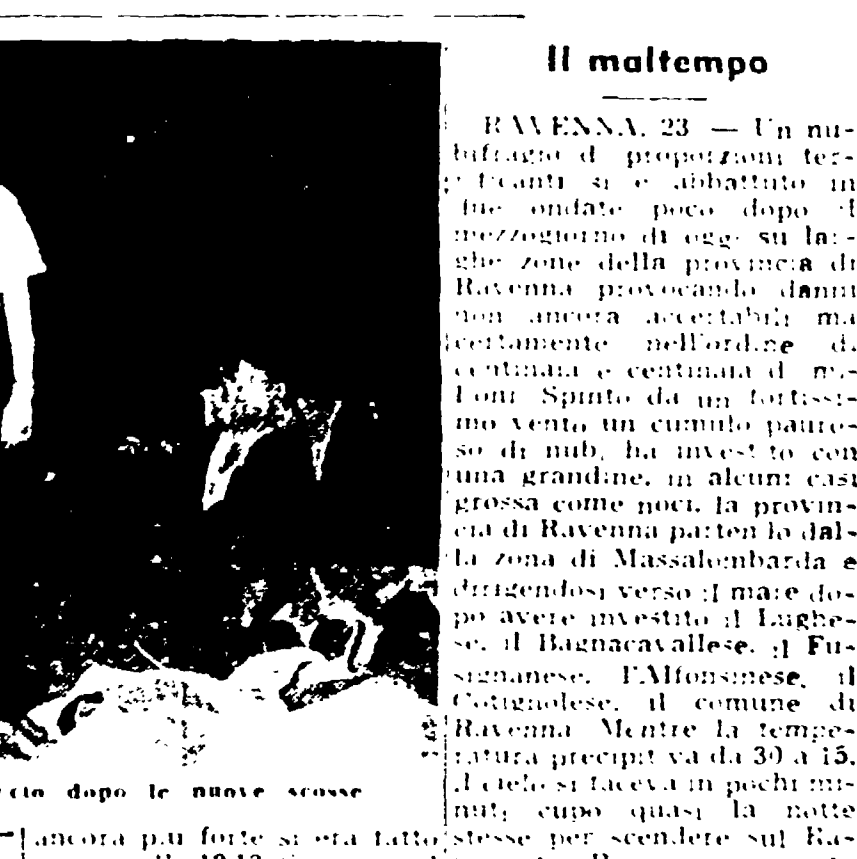 Il maltempo
RAVENNA, 23 — Un nu-
bifragio di proporzioni ter-
rificanti si è abbattuto in
due ondate poco dopo il
mezzogiorno di oggi su lar-
ghe zone della provincia di
Ravenna provocando danni
non ancora accertabili ma
certamente nell'ordine di
centinaia e centinaia di mi-
lioni. Spinto da un fortissi-
mo vento un cumulo pauro-
so di nubi, ha investito con
una grandine, in alcuni casi
grossa come noci, la provin-
cia di Ravenna partendo dal-
la zona di Massalombarda e
dirigendosi verso il mare do-
po avere investito il Lughe-
se, il Bagnacavallese, il Fu-
signanese, l'Alfonsinese, il
Cotignolese, il comune di
Ravenna. Mentre la tempe-
ratura precipitava da 30 a 15,
il cielo si faceva in pochi mi-
nuti cupo quasi la notte
stesse per scendere sul Ra-
cio dopo le nuove scosse
ancora più forte si era fatto